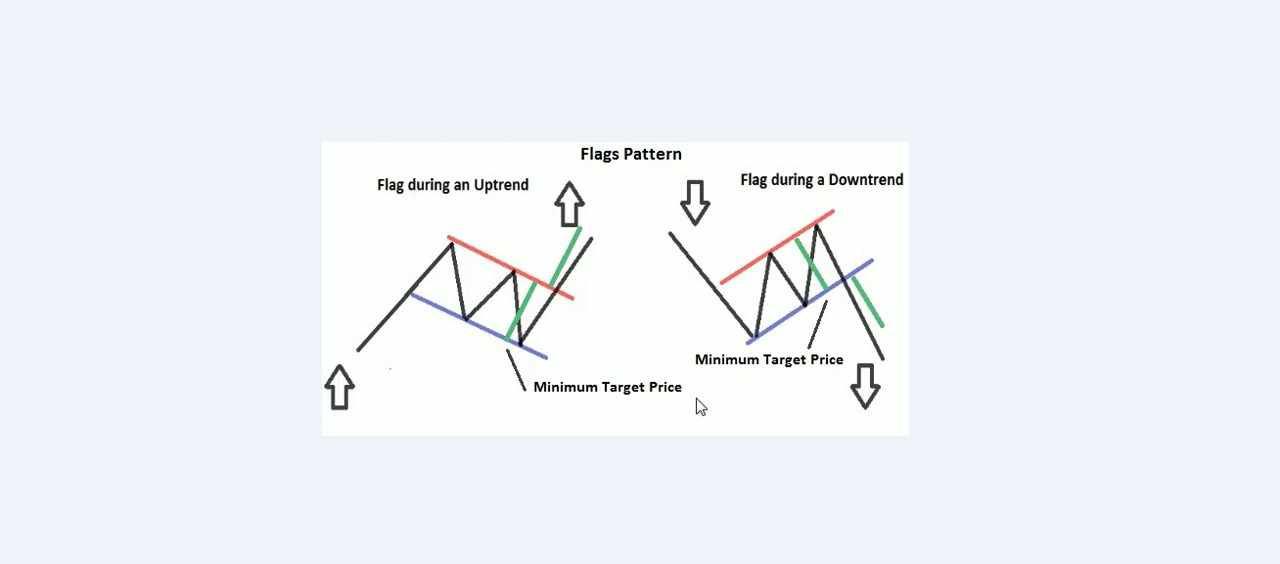 Flags Pattern
Flag during an Uptrend
Flag during a Downtrend
Minimum Target Price
Minimum Target Price